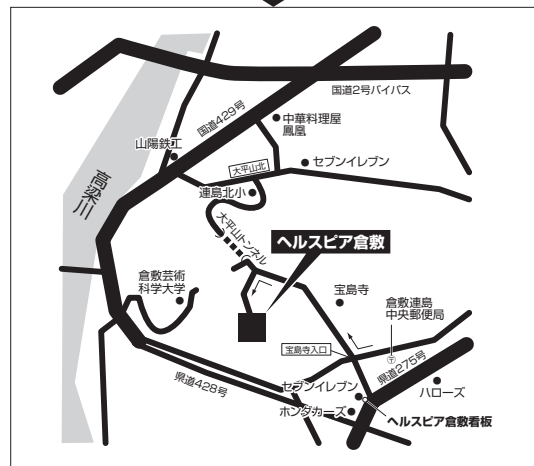 国道2号バイパス
国道429号
中華料理屋
鳳凰
山陽鉄工
大平山北
セブンイレブン
連島北小
高梁川
大平山トンネル
ヘルスピア倉敷
倉敷芸術
科学大学
宝島寺
倉敷連島
中央郵便局
〒
宝島寺入口
県道275号
県道428号
セブンイレブン
ハローズ
ホンダカーズ
ヘルスピア倉敷看板